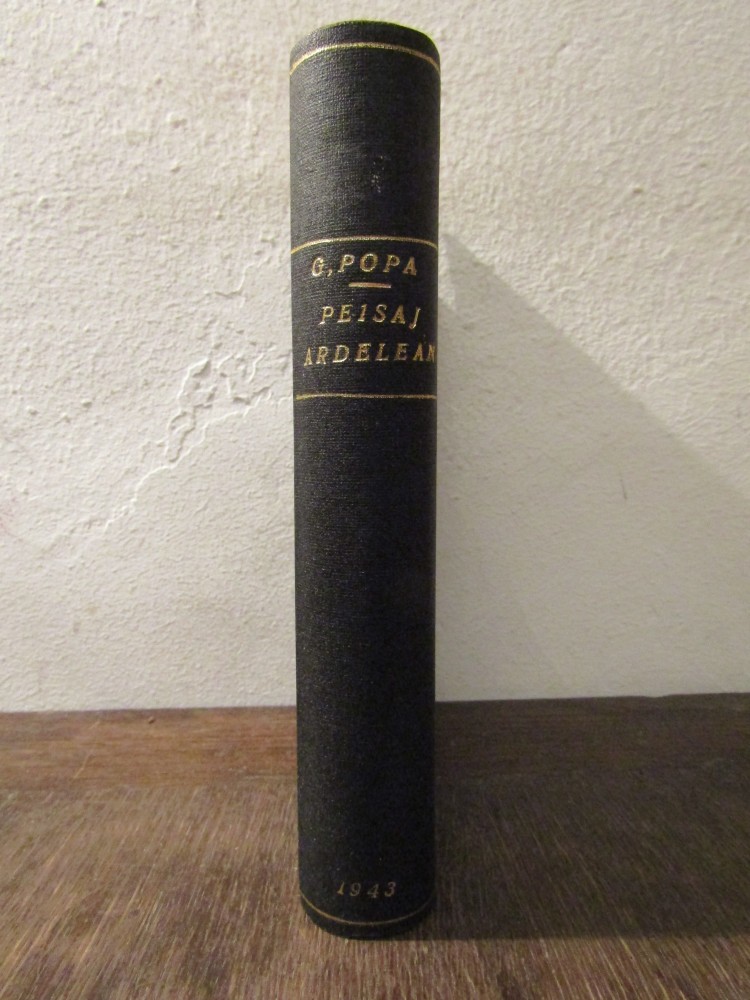 G, POPA
PEISAJ
ARDELEAN
1943